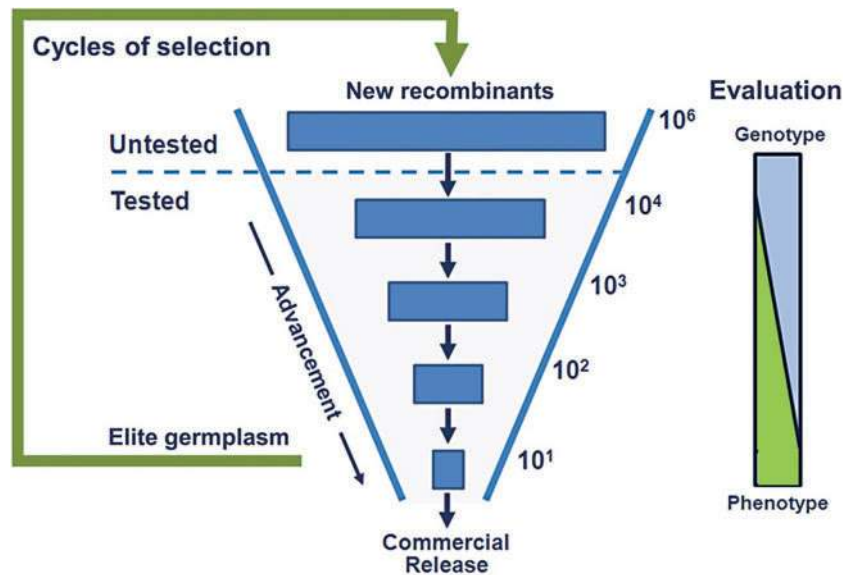 Cycles of selection
New recombinants
Evaluation
10⁶
Genotype
Untested
Tested
10⁴
10³
Advancement
10²
Elite germplasm
10¹
Phenotype
Commercial
Release